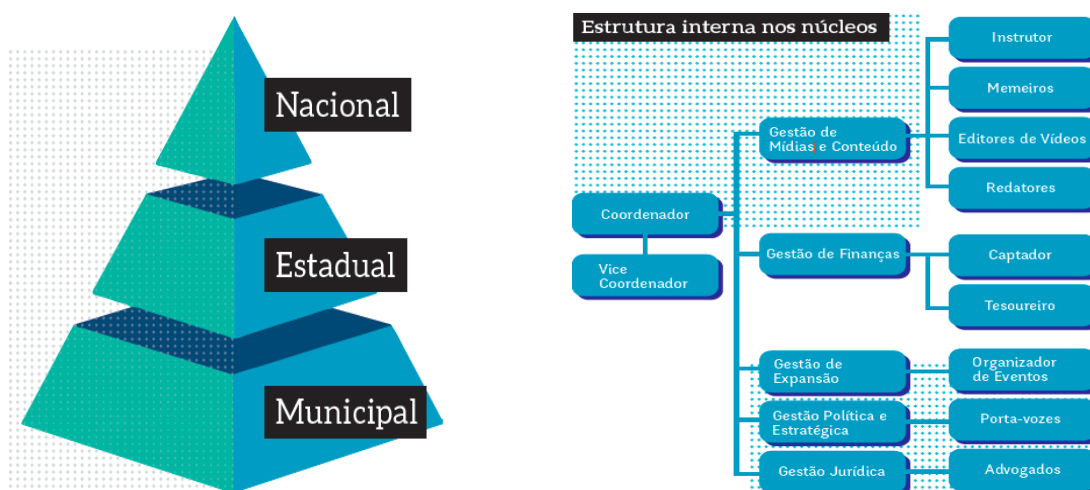 Nacional
Estadual
Municipal
Estrutura interna nos núcleos
Coordenador
Vice
Coordenador
Gestão de
Mídias e Conteúdo
Instrutor
Memeiros
Editores de Vídeos
Redatores
Gestão de Finanças
Captador
Tesoureiro
Gestão de
Expansão
Organizador
de Eventos
Gestão Política e
Estratégica
Porta-vozes
Gestão Jurídica
Advogados